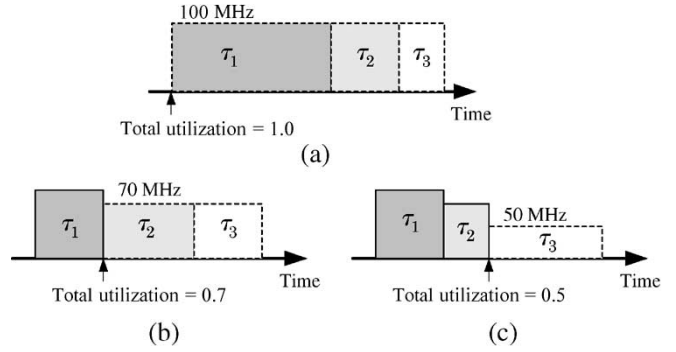 100 MHz
τ1 τ2 τ3
Time
Total utilization = 1.0
(a)
70 MHz
τ1 τ2 τ3
Time
Total utilization = 0.7
(b)
50 MHz
τ1 τ2 τ3
Time
Total utilization = 0.5
(c)